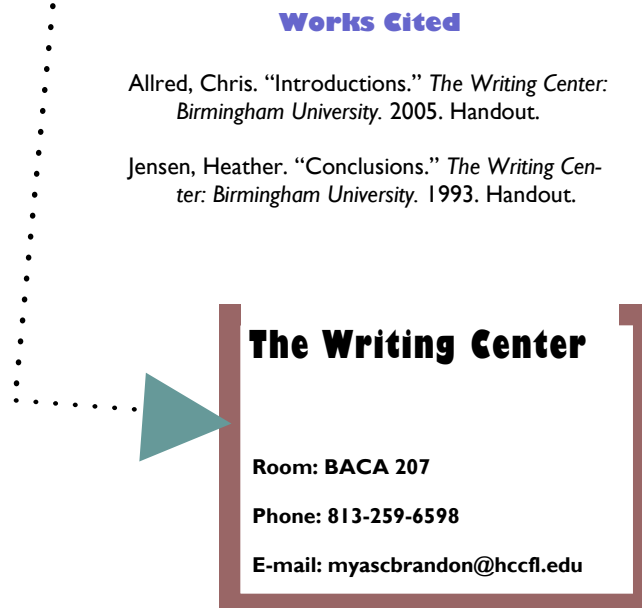 Works Cited
Allred, Chris. “Introductions.” The Writing Center:
Birmingham University. 2005. Handout.
Jensen, Heather. “Conclusions.” The Writing Cen-
ter: Birmingham University. 1993. Handout.
The Writing Center
Room: BACA 207
Phone: 813-259-6598
E-mail: myascbrandon@hccfl.edu